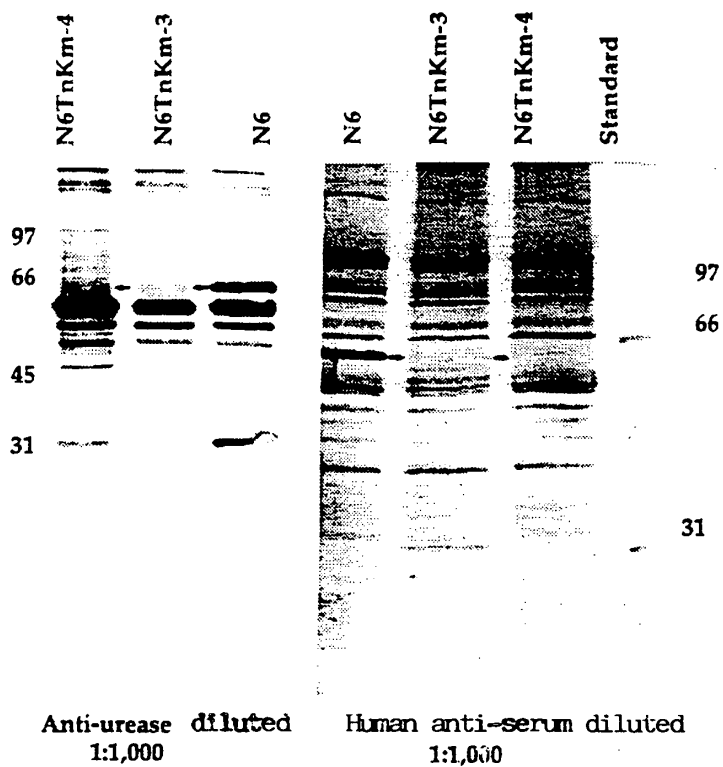 N6TnKm-4
N6TnKm-3
N6
N6
N6TnKm-3
N6TnKm-4
Standard
97
66
45
31
97
66
31
Anti-urease diluted
1:1,000
Human anti-serum diluted
1:1,000